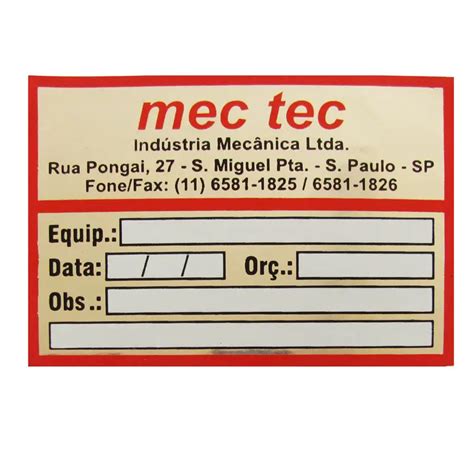 mec tec
Indústria Mecânica Ltda.
Rua Pongai, 27 - S. Miguel Pta. - S. Paulo - SP
Fone/Fax: (11) 6581-1825 / 6581-1826
Equip.:
Data: / / Orç.:
Obs.: